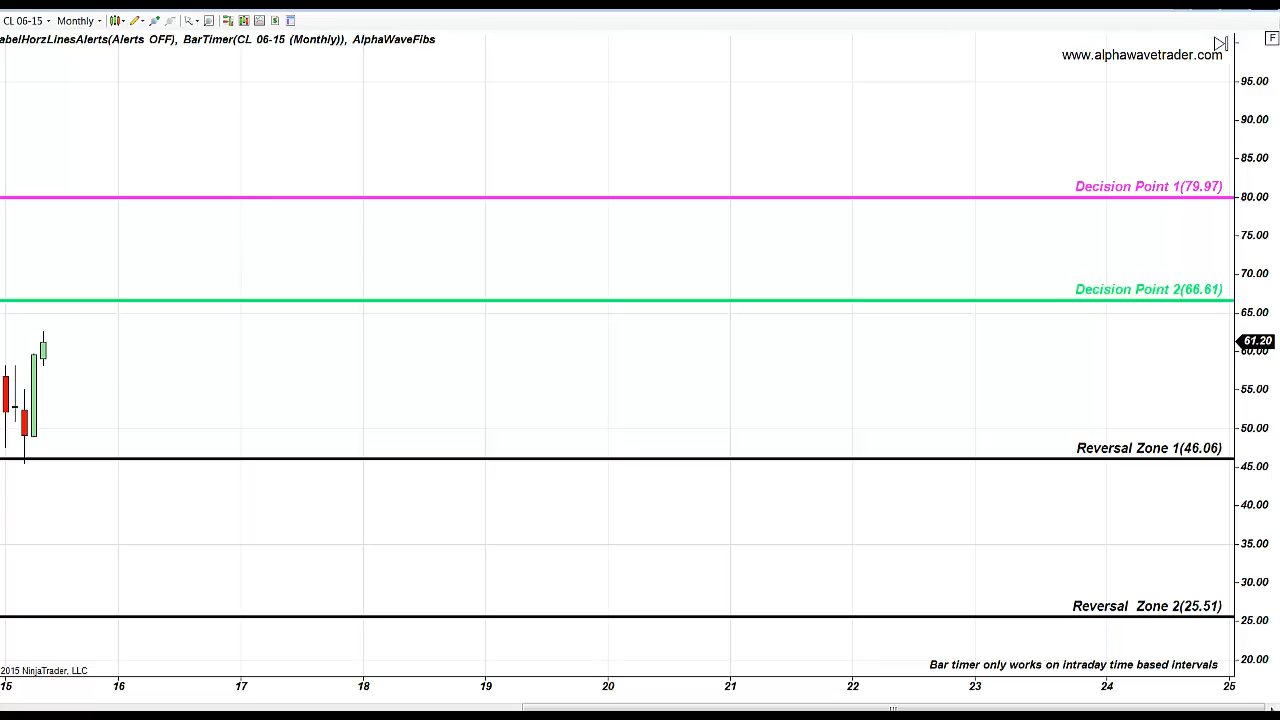 CL 06-15 Monthly
abelHorzLinesAlerts(Alerts OFF), BarTimer(CL 06-15 (Monthly)), AlphaWaveFibs
F
www.alphawavetrader.com
95.00
90.00
85.00
Decision Point 1(79.97)
80.00
75.00
70.00
Decision Point 2(66.61)
65.00
61.20
60.00
55.00
50.00
Reversal Zone 1(46.06)
45.00
40.00
35.00
30.00
Reversal Zone 2(25.51)
25.00
20.00
Bar timer only works on intraday time based intervals
2015 NinjaTrader, LLC
15 16 17 18 19 20 21 22 23 24 25